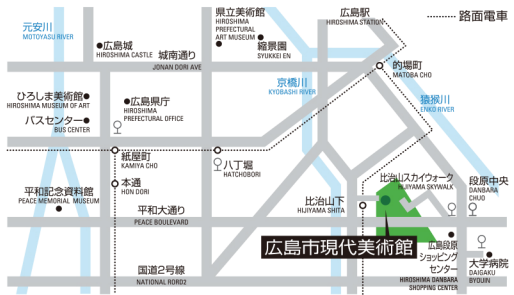 元安川
MOTOYASU RIVER
広島城
HIROSHIMA CASTLE
県立美術館
HIROSHIMA
PREFECTURAL
ART MUSEUM
縮景園
SYUKKEI EN
広島駅
HIROSHIMA STATION
路面電車
城南通り
JONAN DORI AVE
的場町
MATOBA CHO
京橋川
KYOBASHI RIVER
猿猴川
ENKO RIVER
ひろしま美術館
HIROSHIMA MUSEUM OF ART
バスセンター
BUS CENTER
広島県庁
HIROSHIMA
PREFECTURAL OFFICE
紙屋町
KAMIYA CHO
八丁堀
HATCHOBORI
本通
HON DORI
平和記念資料館
PEACE MEMORIAL MUSEUM
比治山スカイウォーク
HIJIYAMA SKYWALK
段原中央
DANBARA
CHUO
比治山下
HIJIYAMA SHITA
平和大通り
PEACE BOULEVARD
広島市現代美術館
広島段原
ショッピング
センター
HIROSHIMA DANBARA
SHOPPING CENTER
大学病院
DAIGAKU
BYOUIN
国道2号線
NATIONAL RORD2